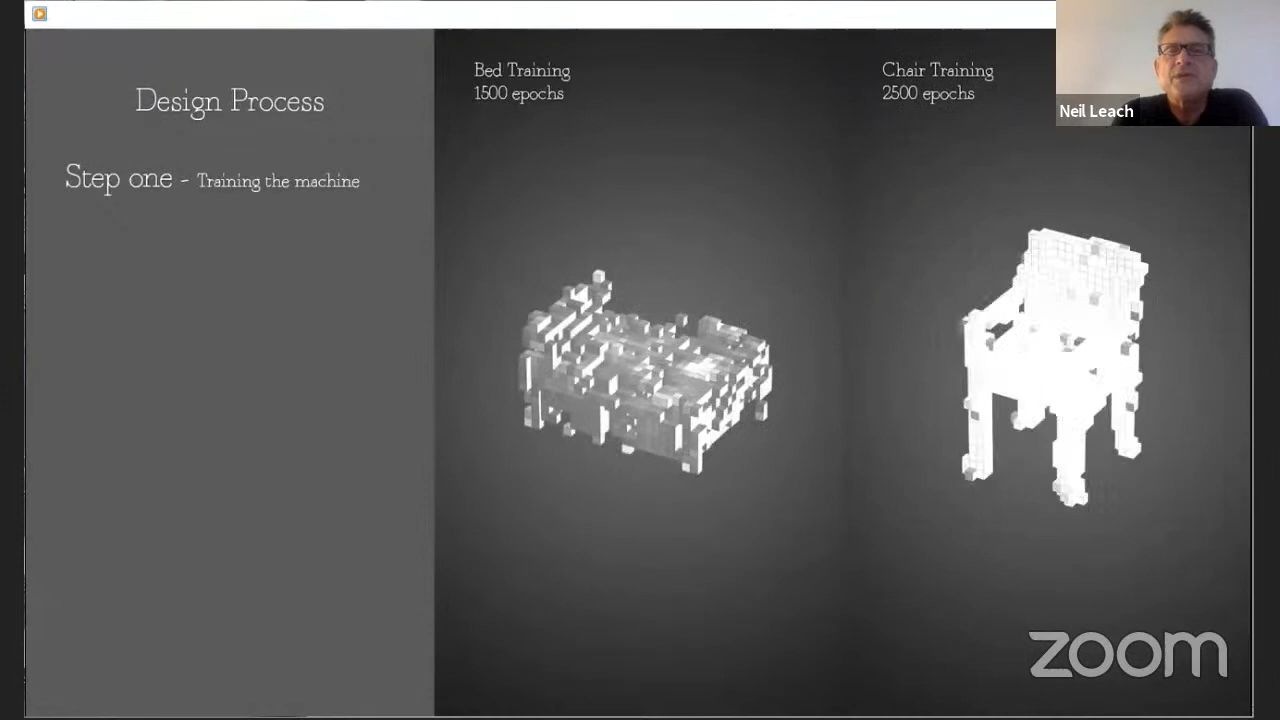 Design Process
Step one - Training the machine
Bed Training
1500 epochs
Chair Training
2500 epochs
Neil Leach
zoom